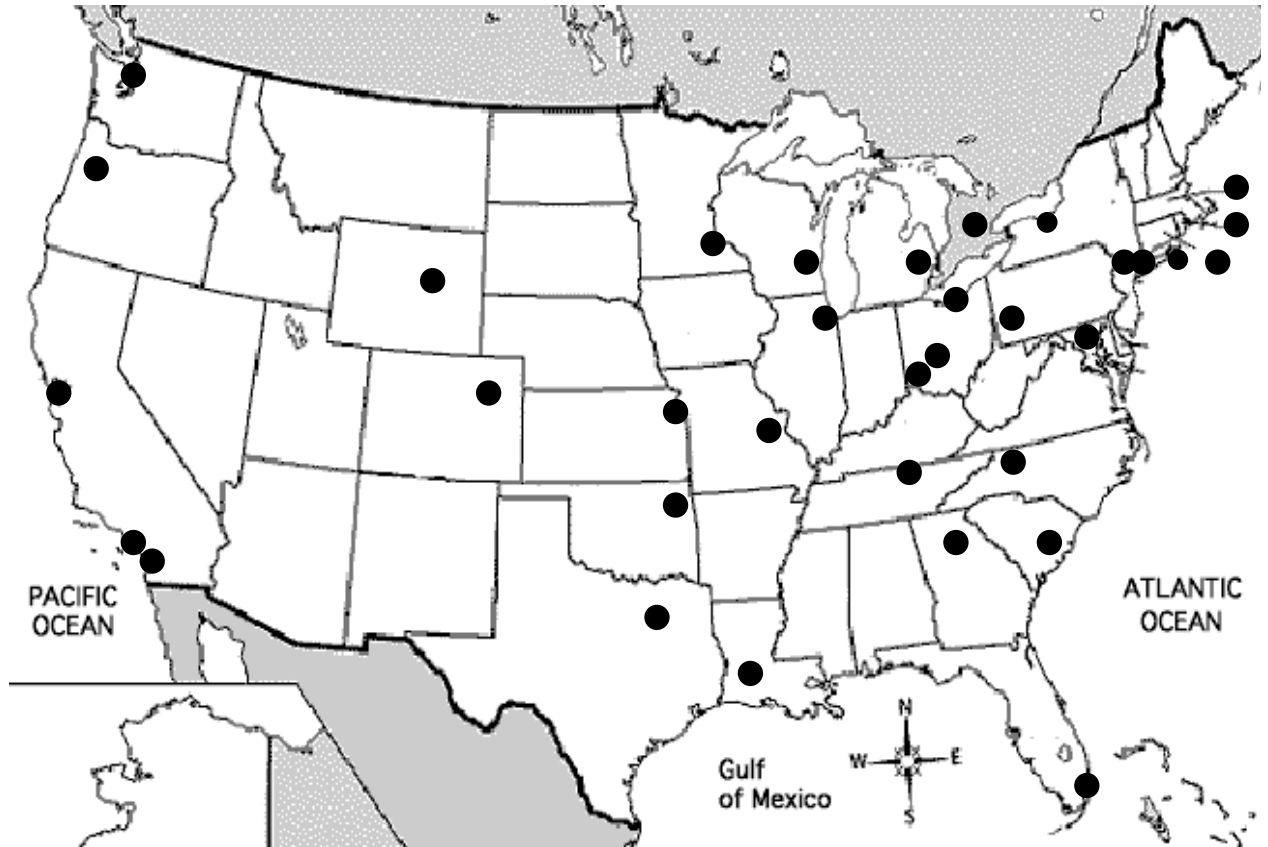 PACIFIC
OCEAN
ATLANTIC
OCEAN
Gulf
of Mexico
N
W E
S